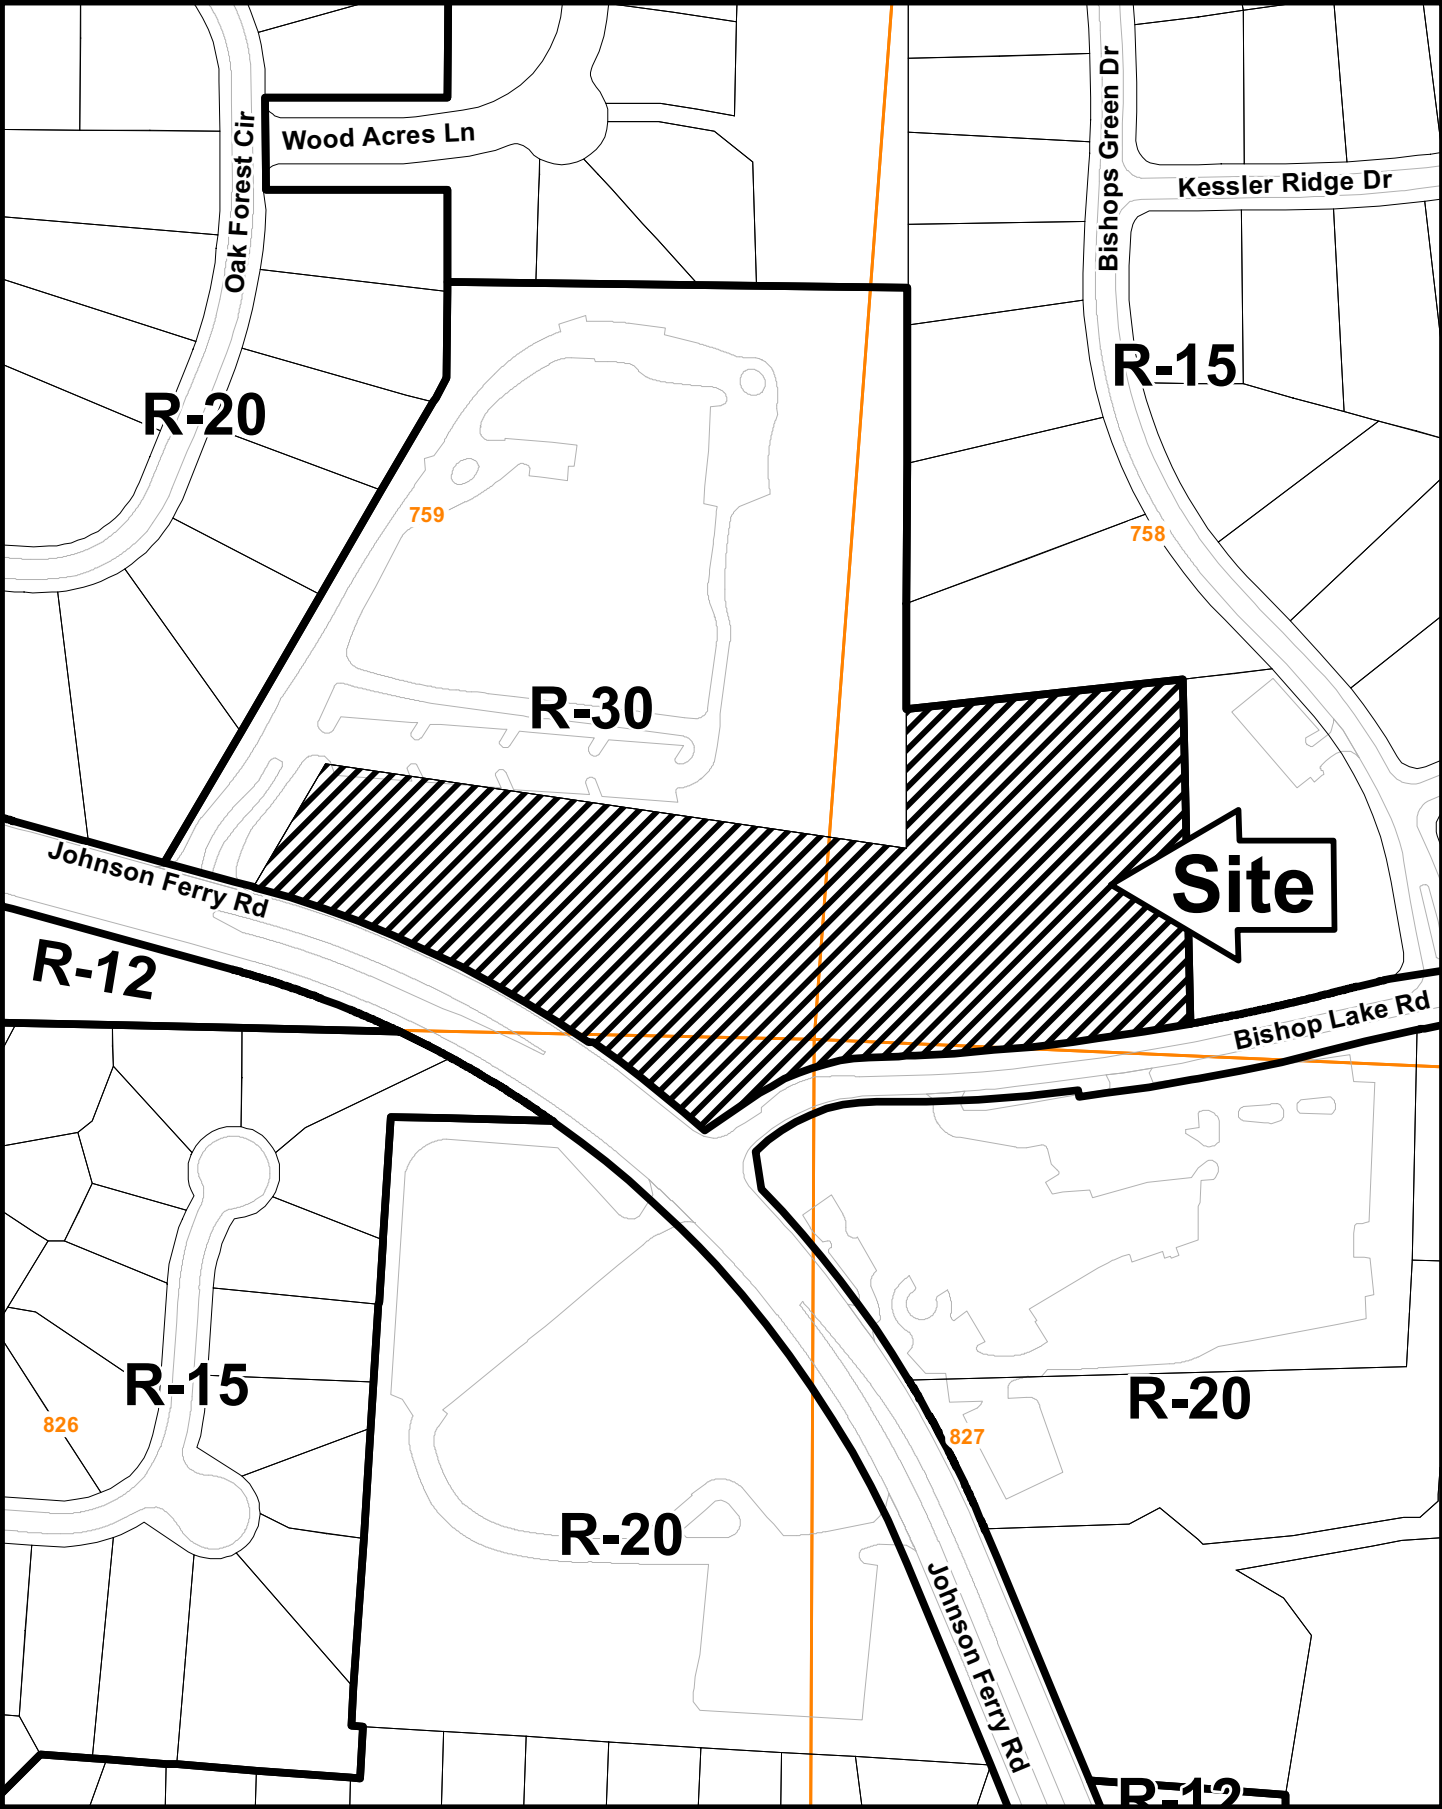 Bishops Green Dr
Oak Forest Cir
Wood Acres Ln
Kessler Ridge Dr
R-15
R-20
759
758
R-30
Site
Johnson Ferry Rd
R-12
Bishop Lake Rd
R-15
R-20
826
827
R-20
Johnson Ferry Rd
R-12